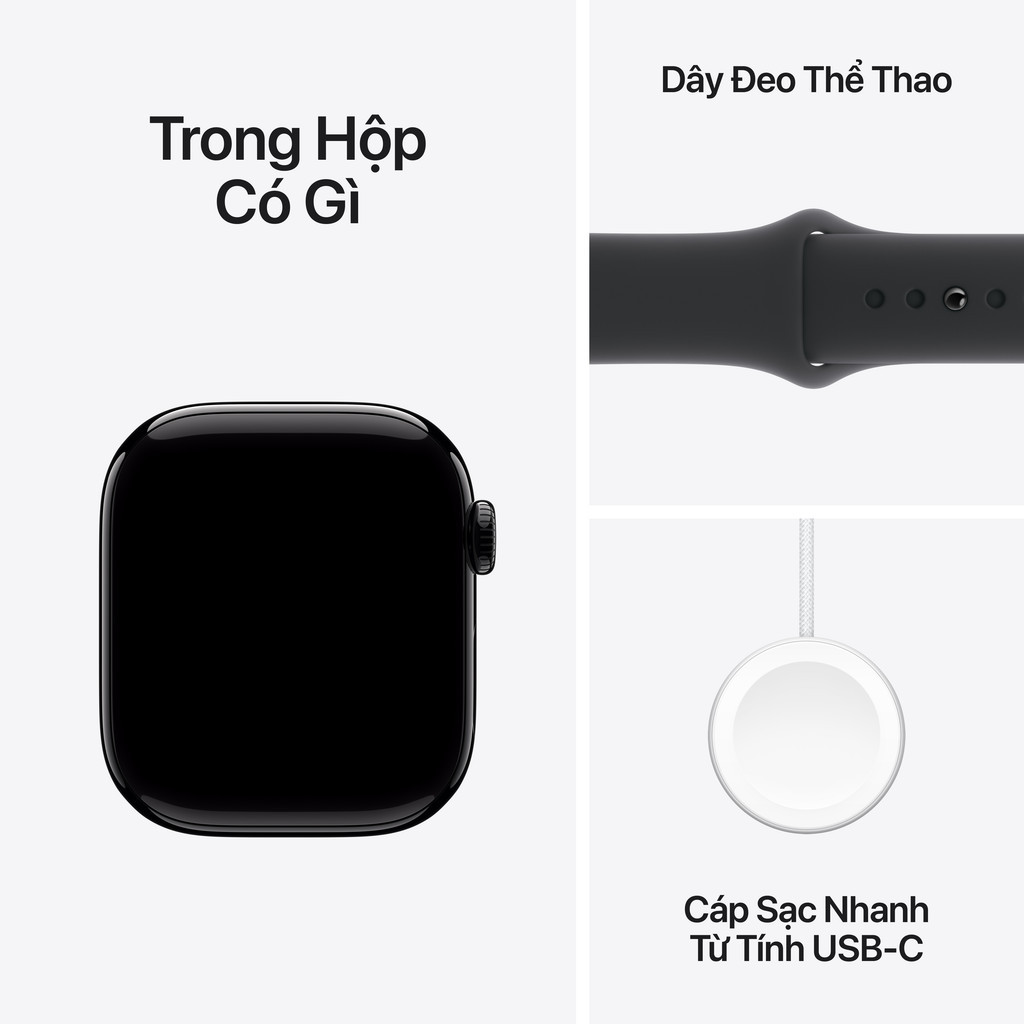 Trong Hộp
Có Gì
Dây Đeo Thể Thao
Cáp Sạc Nhanh
Từ Tính USB-C